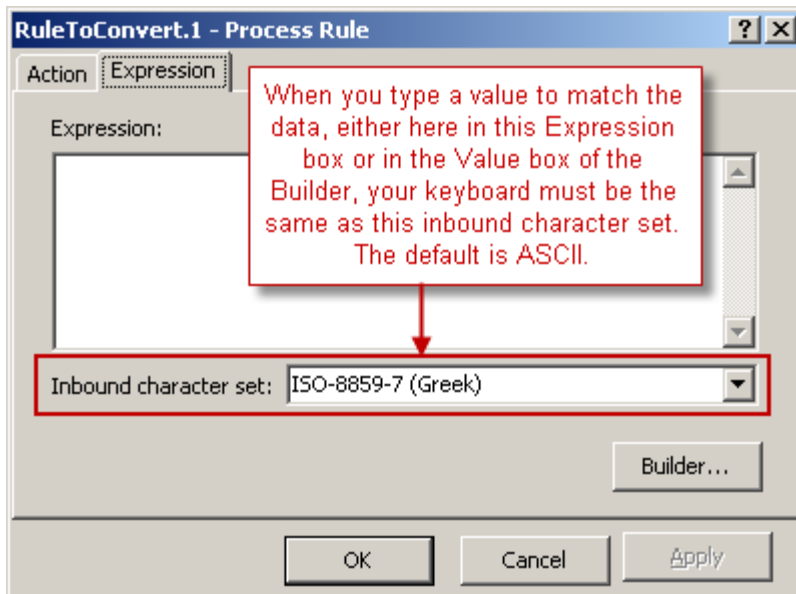 RuleToConvert.1 - Process Rule
Action
Expression
Expression:
When you type a value to match the
data, either here in this Expression
box or in the Value box of the
Builder, your keyboard must be the
same as this inbound character set.
The default is ASCII.
Inbound character set:
ISO-8859-7 (Greek)
Builder...
OK
Cancel
Apply